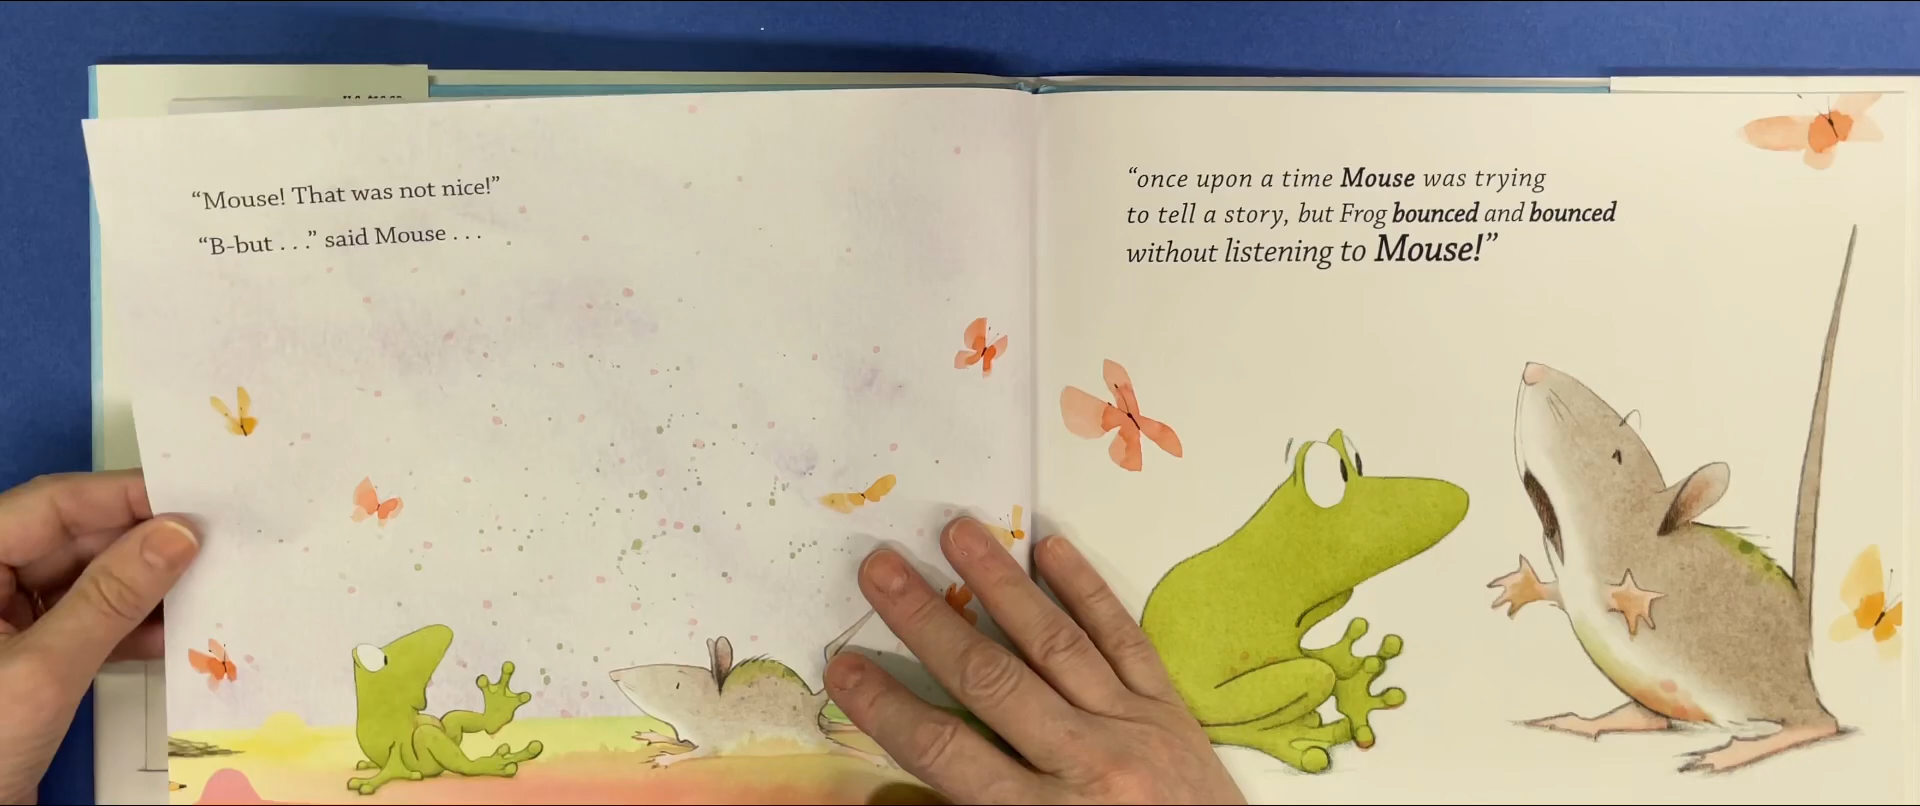 “Mouse! That was not nice!”
“B-but . . .” said Mouse . . .
“once upon a time Mouse was trying
to tell a story, but Frog bounced and bounced
without listening to Mouse!”